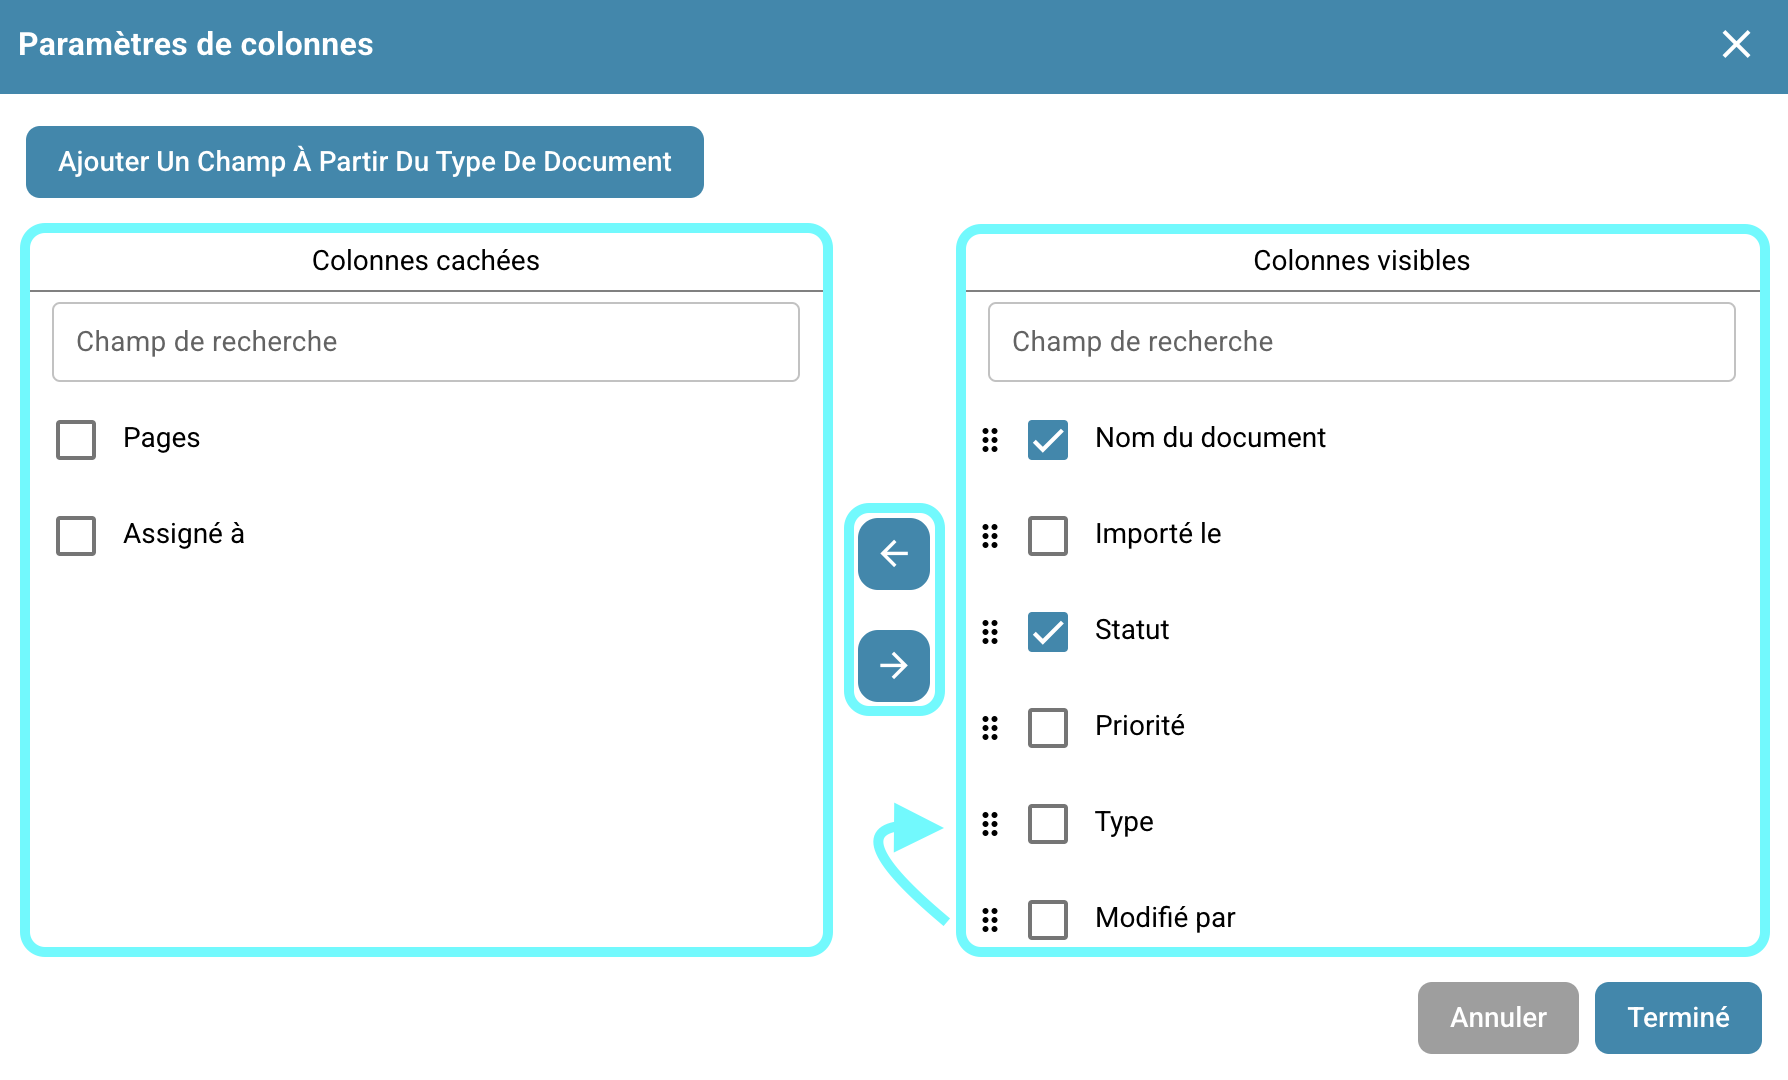 Paramètres de colonnes
Ajouter Un Champ À Partir Du Type De Document
Colonnes cachées
Champ de recherche
Pages
Assigné à
Colonnes visibles
Champ de recherche
Nom du document
Importé le
Statut
Priorité
Type
Modifié par
Annuler
Terminé